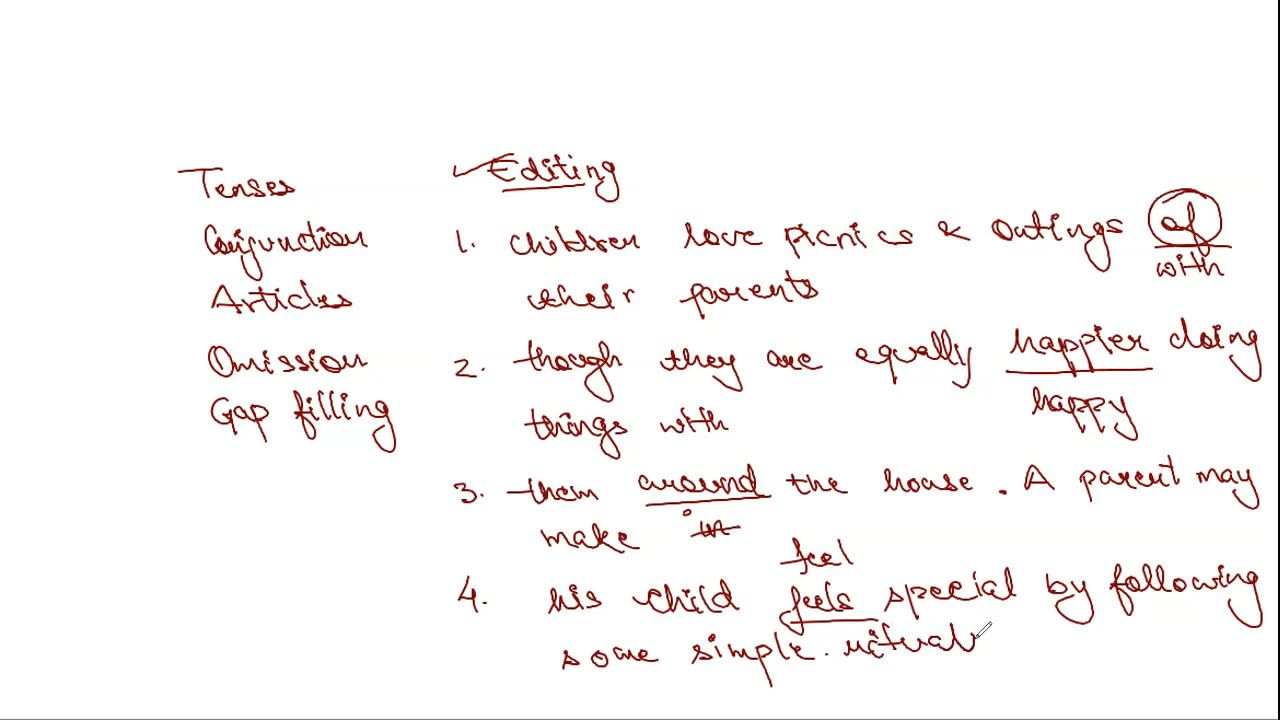 Tenses
Conjunction
Articles
Omission
Gap filling
Editing
1. children love picnics & outings of
with
their parents
2. though they are equally happier doing
happy
things with
3. them around the house . A parent may
in
make
feel
4. his child feels special by following
some simple rituals